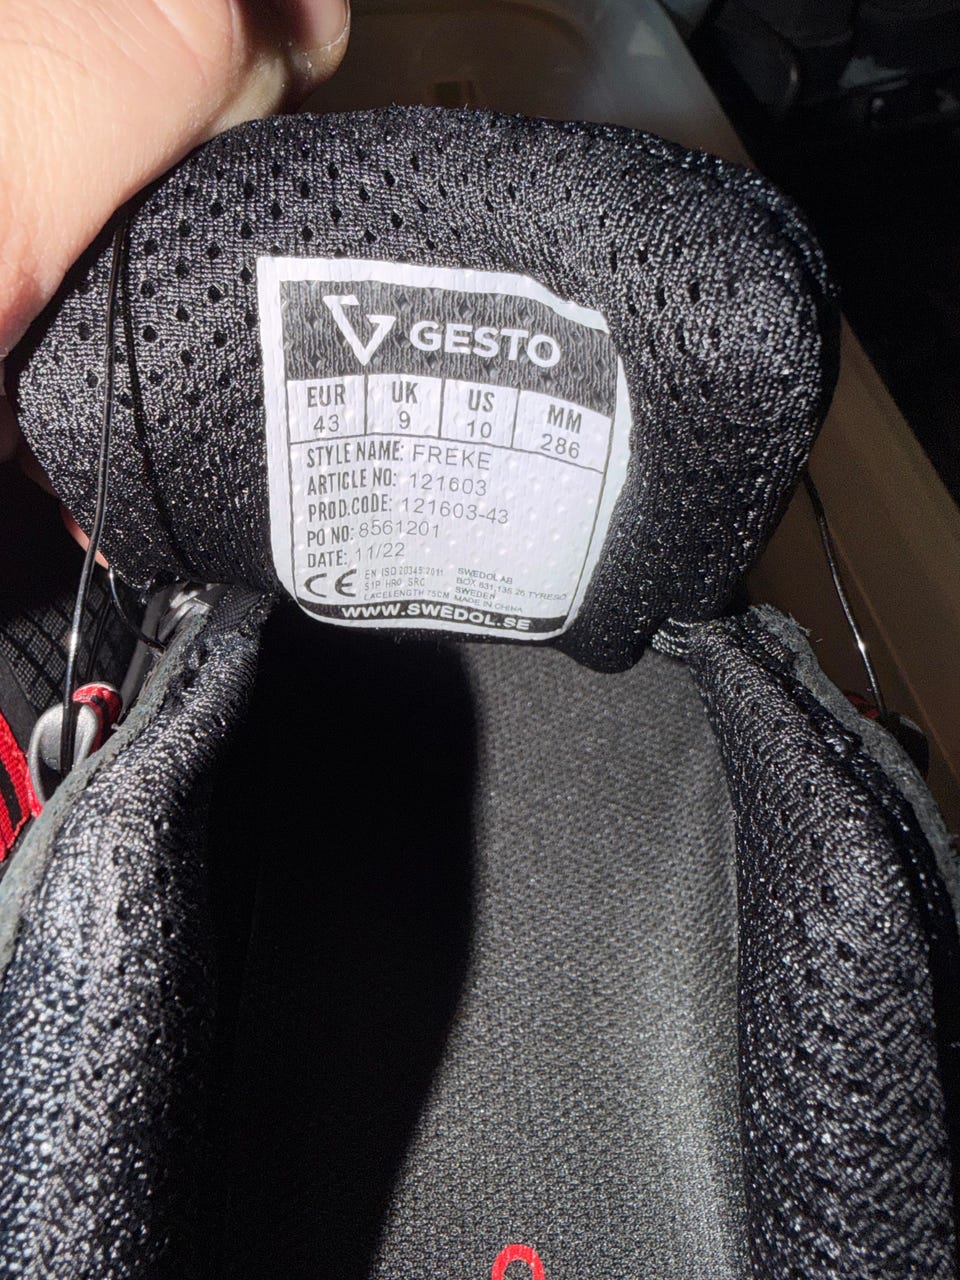 GESTO
EUR UK US MM
43 9 10 286
STYLE NAME: FREKE
ARTICLE NO: 121603
PROD.CODE: 121603-43
PO NO: 8561201
DATE: 11/22
CE
EN ISO 20345:2011
S1P HRO SRC
LACELENGTH 75CM
SWEDOL AB
BOX 631,135 26 TYRESÖ
SWEDEN
MADE IN CHINA
WWW.SWEDOL.SE